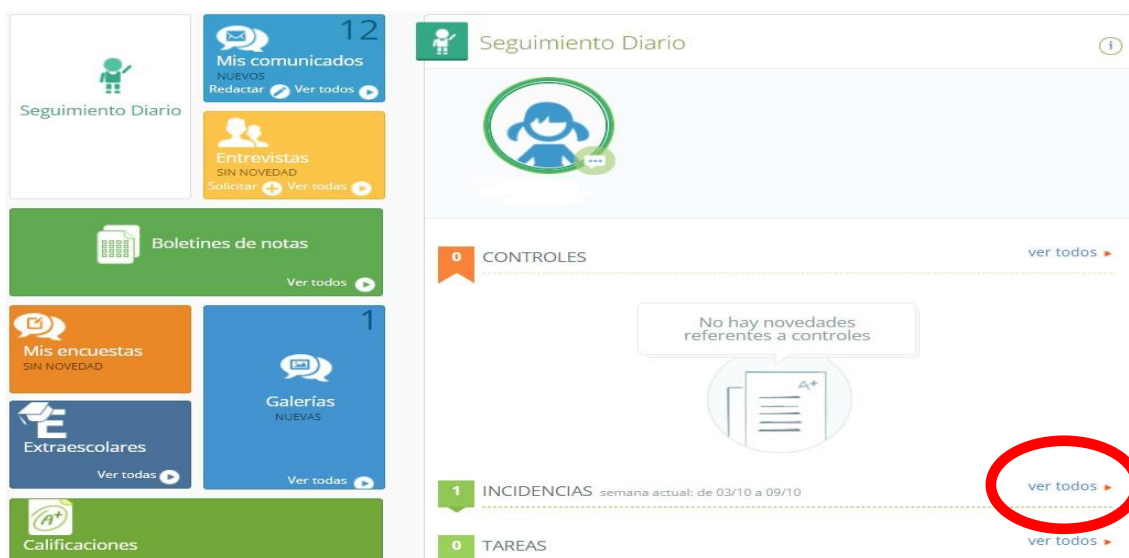 Seguimiento Diario
12
Mis comunicados
NUEVOS
Redactar Ver todos
Entrevistas
SIN NOVEDAD
Solicitar Ver todas
Boletines de notas
Ver todos
Mis encuestas
SIN NOVEDAD
1
Galerías
NUEVAS
Ver todas
Extraescolares
Ver todas
A+
Calificaciones
Seguimiento Diario
i
0 CONTROLES ver todos
No hay novedades
referentes a controles
A+
1 INCIDENCIAS semana actual: de 03/10 a 09/10 ver todos
0 TAREAS ver todos